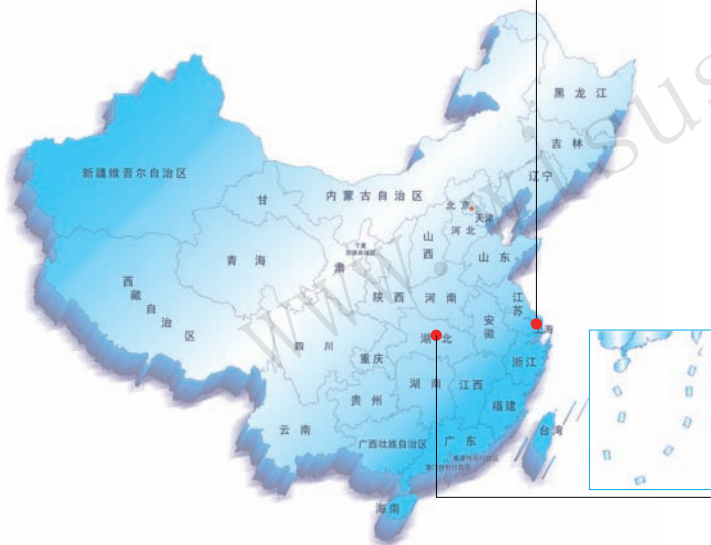 黑龙江
吉林
辽宁
新疆维吾尔自治区
内蒙古自治区
甘
肃
北京
天津
河北
山西
山东
宁夏
回族自治区
青海
西藏自治区
陕西
河南
江苏
安徽
上海
湖北
四川
重庆
浙江
湖南
江西
贵州
福建
云南
广西壮族自治区
广东
台湾
香港特别行政区
澳门特别行政区
海南
www.wisus